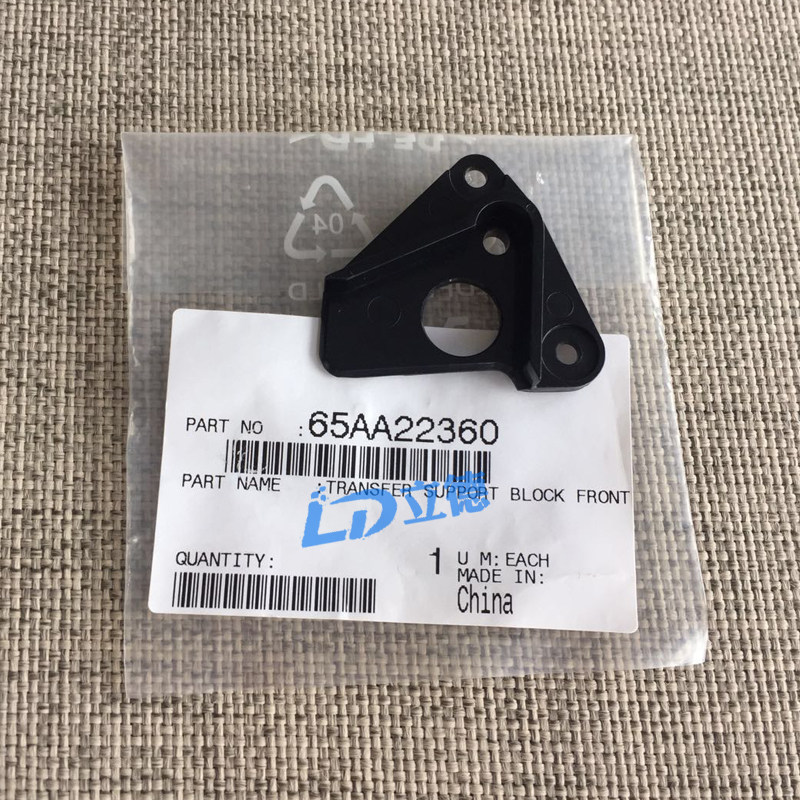 04
PART NO :65AA22360
PART NAME :TRANSFER SUPPORT BLOCK FRONT
LD立德
QUANTITY: 1 U M: EACH
MADE IN:
China